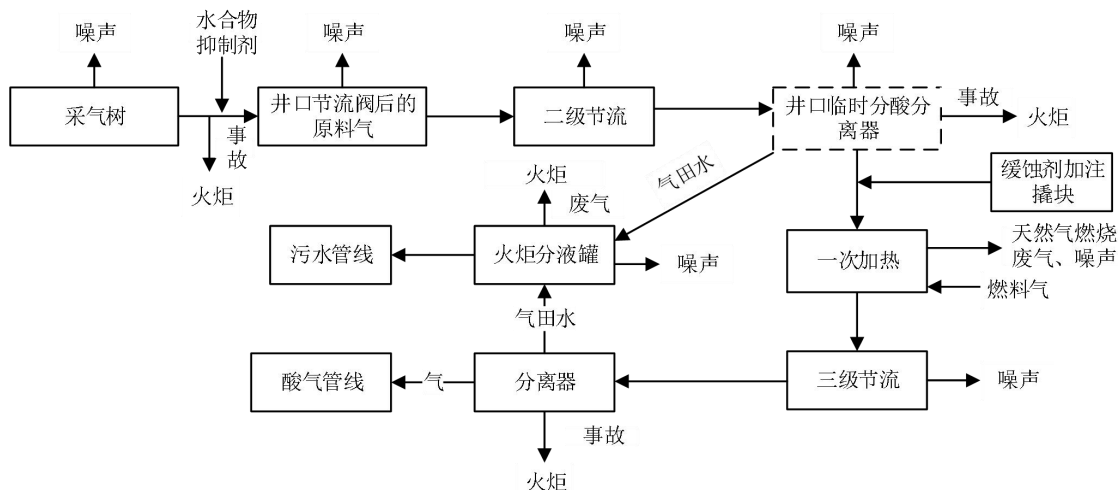 噪声
水合物
抑制剂
噪声
噪声
噪声
采气树
事
故
火炬
井口节流阀后的
原料气
二级节流
井口临时分酸分
离器
事故
火炬
气田水
缓蚀剂加注
撬块
火炬
废气
污水管线
火炬分液罐
噪声
一次加热
天然气燃烧
废气、噪声
燃料气
气田水
酸气管线
气
分离器
三级节流
噪声
事故
火炬